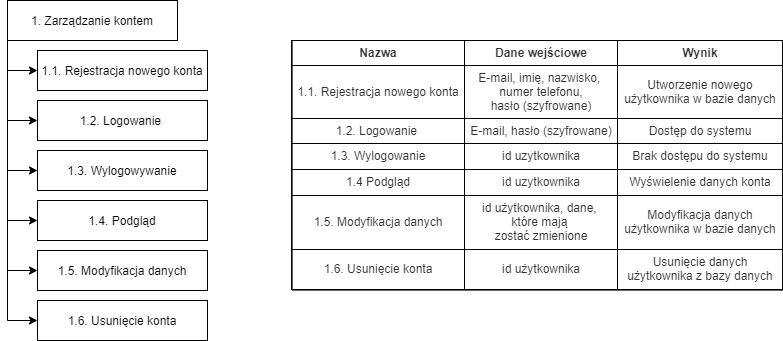 1. Zarządzanie kontem
1.1. Rejestracja nowego konta
1.2. Logowanie
1.3. Wylogowywanie
1.4. Podgląd
1.5. Modyfikacja danych
1.6. Usunięcie konta
Nazwa
Dane wejściowe
Wynik
1.1. Rejestracja nowego konta
E-mail, imię, nazwisko,
numer telefonu,
hasło (szyfrowane)
Utworzenie nowego
użytkownika w bazie danych
1.2. Logowanie
E-mail, hasło (szyfrowane)
Dostęp do systemu
1.3. Wylogowanie
id uzytkownika
Brak dostępu do systemu
1.4 Podgląd
id uzytkownika
Wyświelenie danych konta
1.5. Modyfikacja danych
id użytkownika, dane,
które mają
zostać zmienione
Modyfikacja danych
użytkownika w bazie danych
1.6. Usunięcie konta
id użytkownika
Usunięcie danych
użytkownika z bazy danych